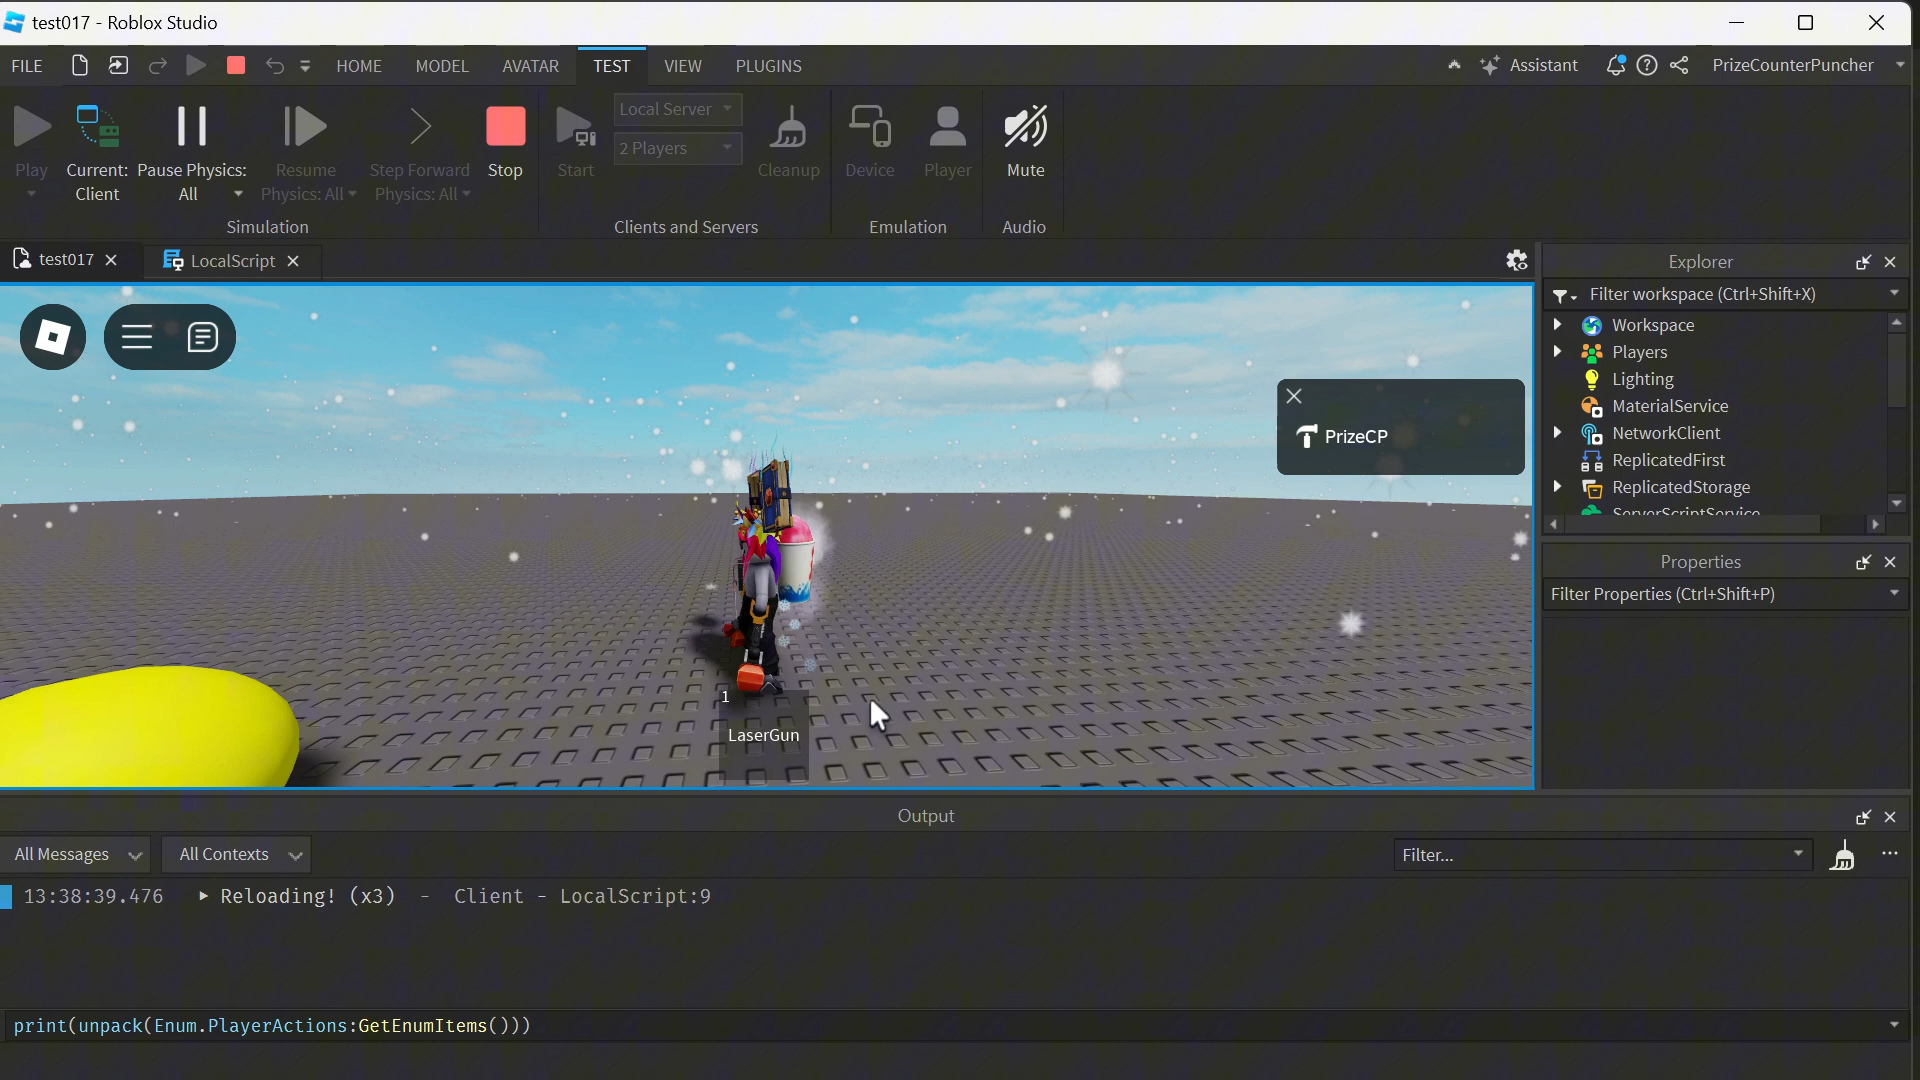 test017 - Roblox Studio
FILE HOME MODEL AVATAR TEST VIEW PLUGINS Assistant PrizeCounterPuncher
Local Server
2 Players
Play
Current: Client
Pause Physics: All
Resume Physics: All
Step Forward Physics: All
Stop
Start
Cleanup
Device
Player
Mute
Simulation
Clients and Servers
Emulation
Audio
test017
LocalScript
PrizeCP
1
LaserGun
Explorer
Filter workspace (Ctrl+Shift+X)
Workspace
Players
Lighting
MaterialService
NetworkClient
ReplicatedFirst
ReplicatedStorage
ServerScriptService
Properties
Filter Properties (Ctrl+Shift+P)
Output
All Messages
All Contexts
Filter...
13:38:39.476 Reloading! (x3) - Client - LocalScript:9
print(unpack(Enum.PlayerActions:GetEnumItems()))